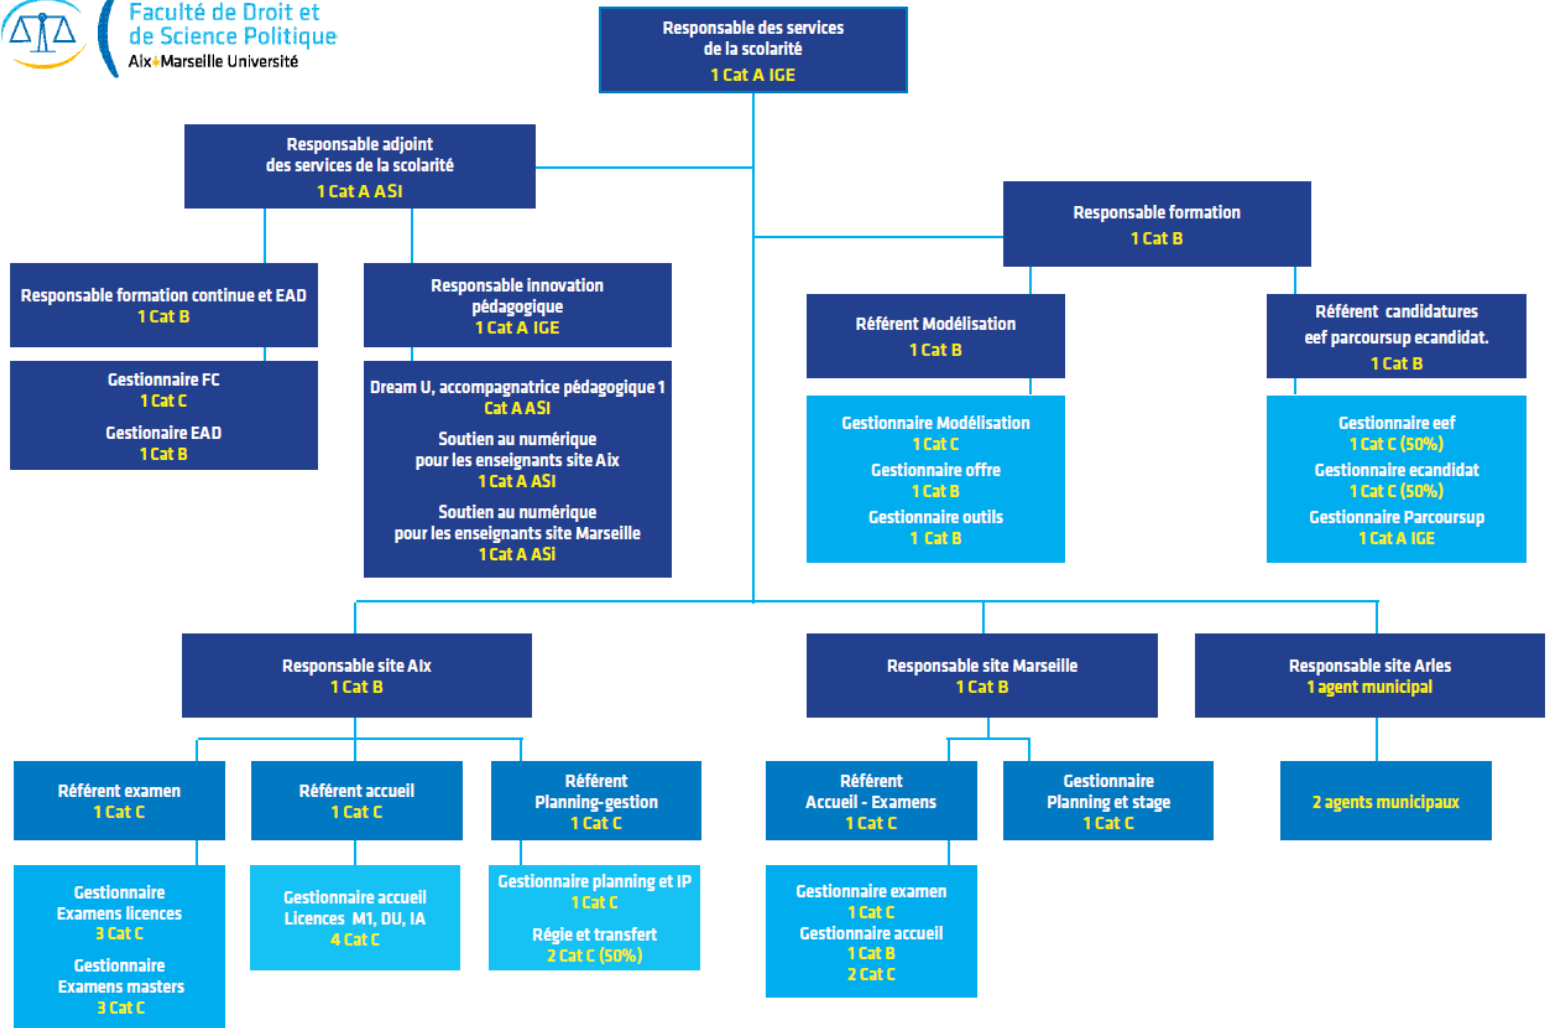 Faculté de Droit et
de Science Politique
Aix+Marseille Université
Responsable des services
de la scolarité
1 Cat A IGE
Responsable adjoint
des services de la scolarité
1 Cat A ASI
Responsable formation
1 Cat B
Responsable formation continue et EAD
1 Cat B
Responsable innovation
pédagogique
1 Cat A IGE
Référent Modélisation
1 Cat B
Référent candidatures
eef parcoursup ecandidat.
1 Cat B
Gestionnaire FC
1 Cat C
Gestionaire EAD
1 Cat B
Dream U, accompagnatrice pédagogique 1
Cat A ASI
Soutien au numérique
pour les enseignants site Aix
1 Cat A ASI
Soutien au numérique
pour les enseignants site Marseille
1 Cat A ASi
Gestionnaire Modélisation
1 Cat C
Gestionnaire offre
1 Cat B
Gestionnaire outils
1 Cat B
Gestionnaire eef
1 Cat C (50%)
Gestionnaire ecandidat
1 Cat C (50%)
Gestionnaire Parcoursup
1 Cat A IGE
Responsable site AIx
1 Cat B
Responsable site Marseille
1 Cat B
Responsable site Arles
1 agent municipal
Référent examen
1 Cat C
Référent accueil
1 Cat C
Référent
Planning-gestion
1 Cat C
Référent
Accueil - Examens
1 Cat C
Gestionnaire
Planning et stage
1 Cat C
2 agents municipaux
Gestionnaire
Examens licences
3 Cat C
Gestionnaire
Examens masters
3 Cat C
Gestionnaire accueil
Licences M1, DU, IA
4 Cat C
Gestionnaire planning et IP
1 Cat C
Régie et transfert
2 Cat C (50%)
Gestionnaire examen
1 Cat C
Gestionnaire accueil
1 Cat B
2 Cat C